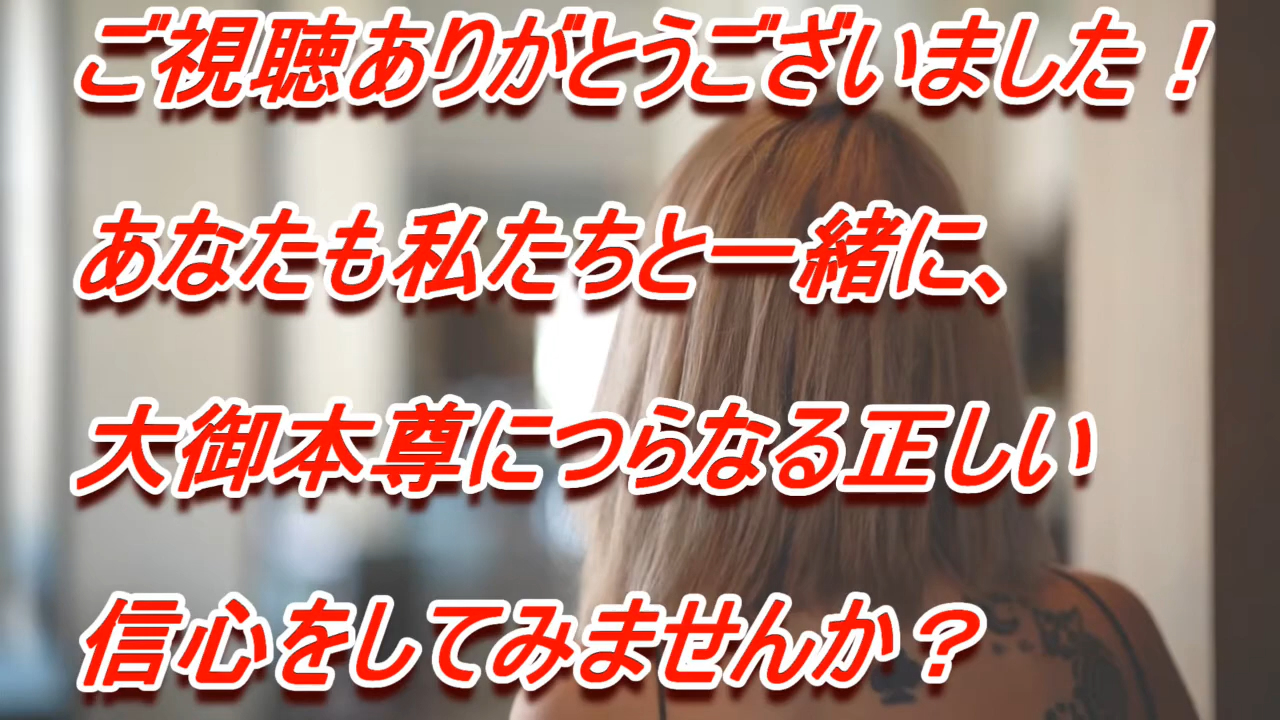 ご視聴ありがとうございました！
あなたも私たちと一緒に、
大御本尊につらなる正しい
信心をしてみませんか？